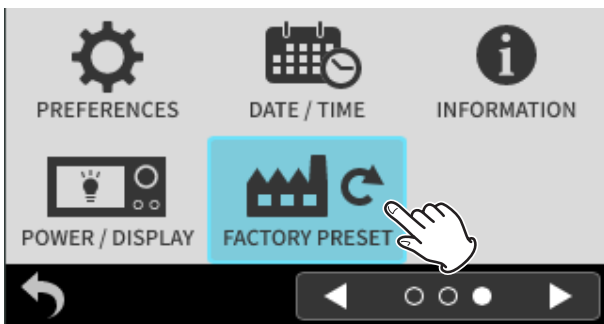 PREFERENCES
DATE / TIME
INFORMATION
POWER / DISPLAY
FACTORY PRESET